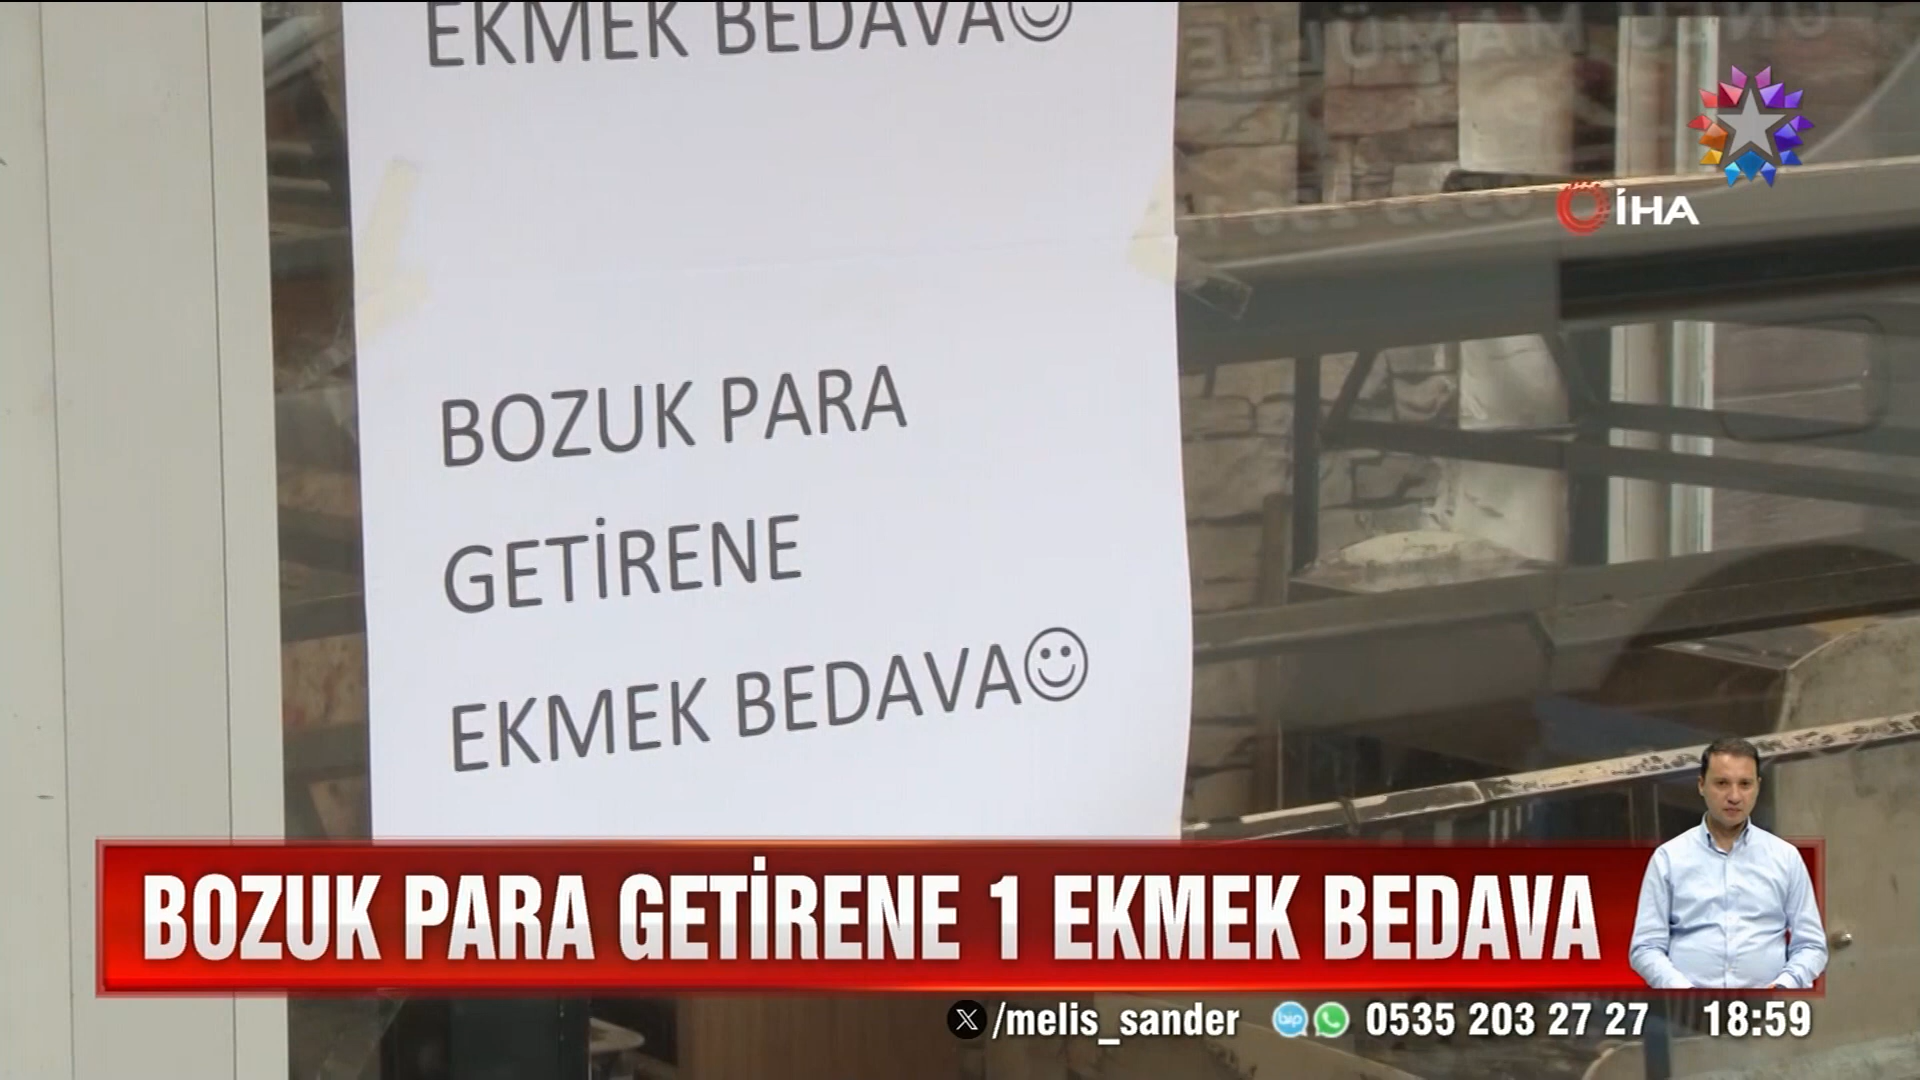 EKMEK BEDAVA☺
BOZUK PARA
GETİRENE
EKMEK BEDAVA☺
İHA
BOZUK PARA GETİRENE 1 EKMEK BEDAVA
/melis_sander bip 0535 203 27 27 18:59